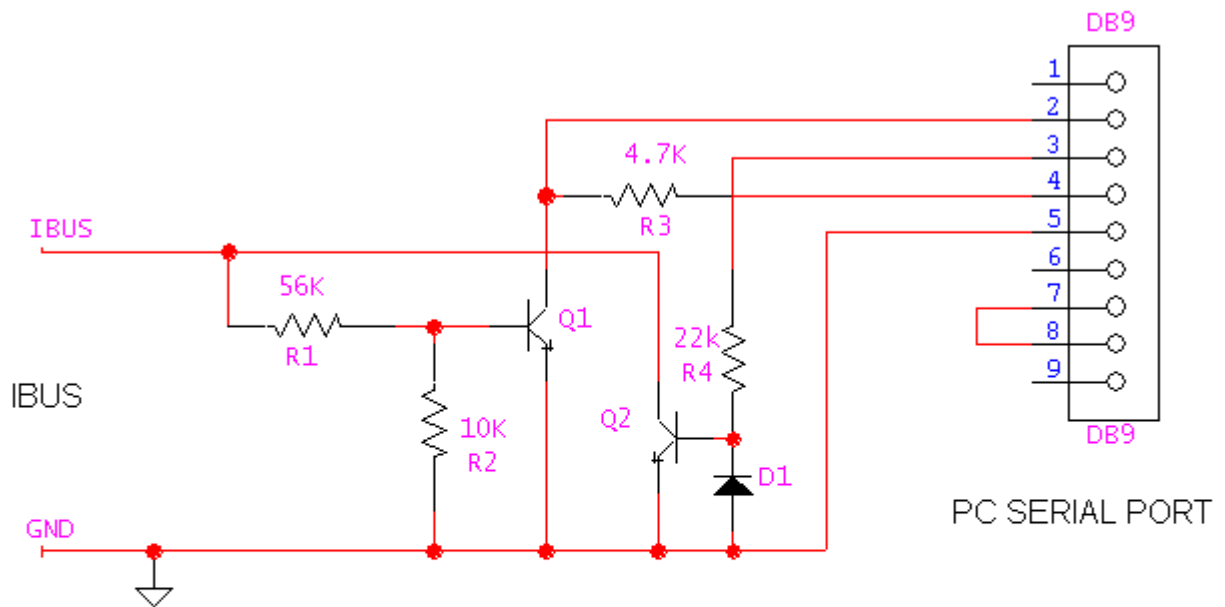 DB9
1
2
3
4
5
6
7
8
9
DB9
4.7K
R3
IBUS
56K
R1
Q1
22k
R4
IBUS
Q2
10K
R2
D1
GND
PC SERIAL PORT